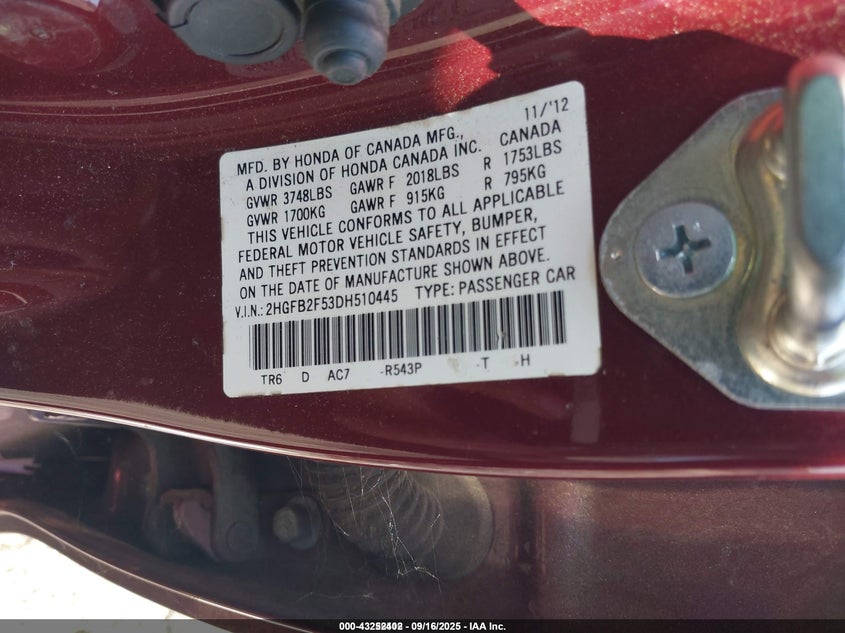 11/'12
MFD. BY HONDA OF CANADA MFG.,
A DIVISION OF HONDA CANADA INC. CANADA
GVWR 3748LBS GAWR F 2018LBS R 1753LBS
GVWR 1700KG GAWR F 915KG R 795KG
THIS VEHICLE CONFORMS TO ALL APPLICABLE
FEDERAL MOTOR VEHICLE SAFETY, BUMPER,
AND THEFT PREVENTION STANDARDS IN EFFECT
ON THE DATE OF MANUFACTURE SHOWN ABOVE.
V.I.N.: 2HGFB2F53DH510445 TYPE: PASSENGER CAR
TR6 D AC7 -R543P -T -H
09/16/2025 - IAA Inc.